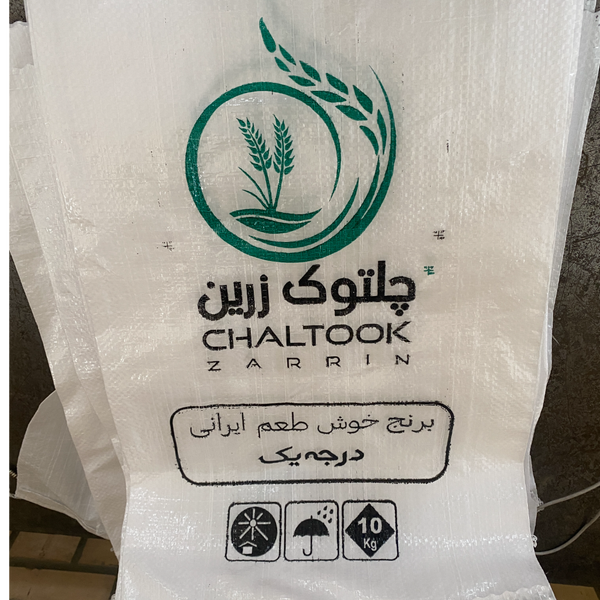 چلتوک زرین
CHALTOOK
ZARRIN
برنج خوش طعم ایرانی
درجه یک
10
Kg